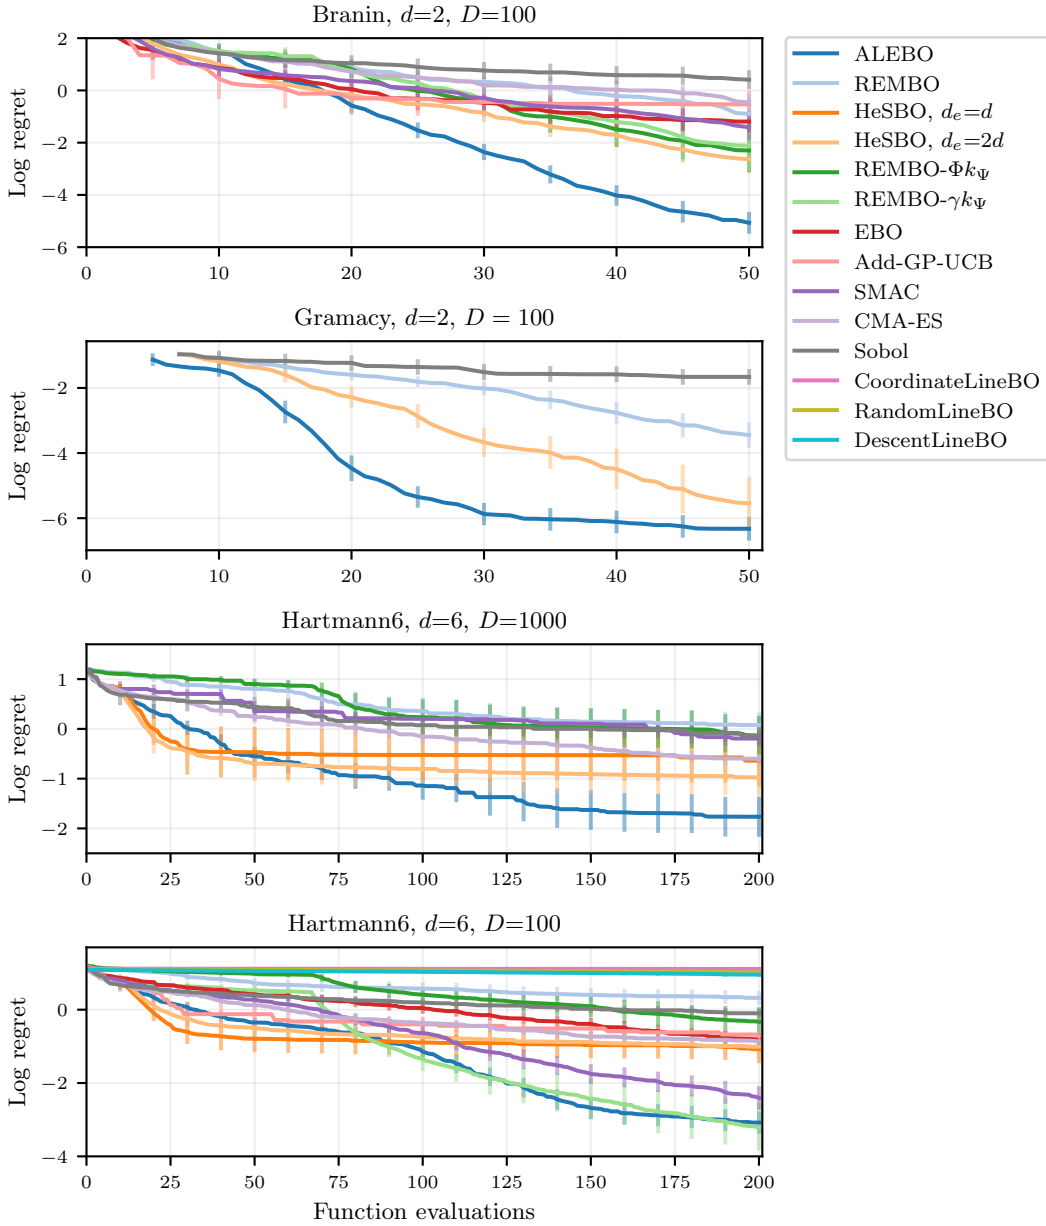 Branin, d=2, D=100
Log regret
2
0
−2
−4
−6
0 10 20 30 40 50
ALEBO
REMBO
HeSBO, dₑ=d
HeSBO, dₑ=2d
REMBO-Φk_Ψ
REMBO-γk_Ψ
EBO
Add-GP-UCB
SMAC
CMA-ES
Sobol
CoordinateLineBO
RandomLineBO
DescentLineBO
Gramacy, d=2, D = 100
Log regret
−2
−4
−6
0 10 20 30 40 50
Hartmann6, d=6, D=1000
Log regret
1
0
−1
−2
0 25 50 75 100 125 150 175 200
Hartmann6, d=6, D=100
Log regret
0
−2
−4
0 25 50 75 100 125 150 175 200
Function evaluations